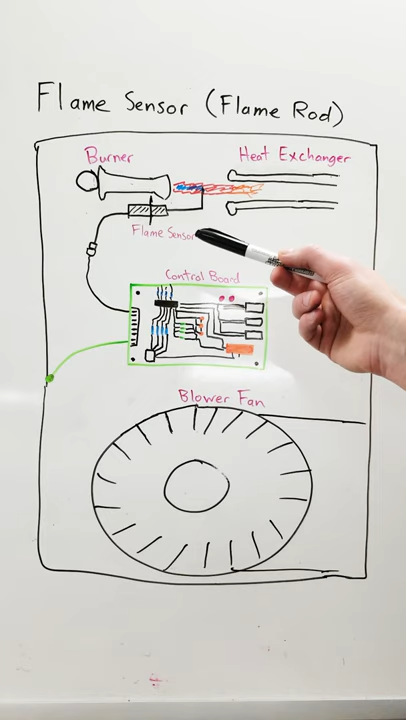 Flame Sensor (Flame Rod)
Burner
Heat Exchanger
Flame Sensor
Control Board
Blower Fan